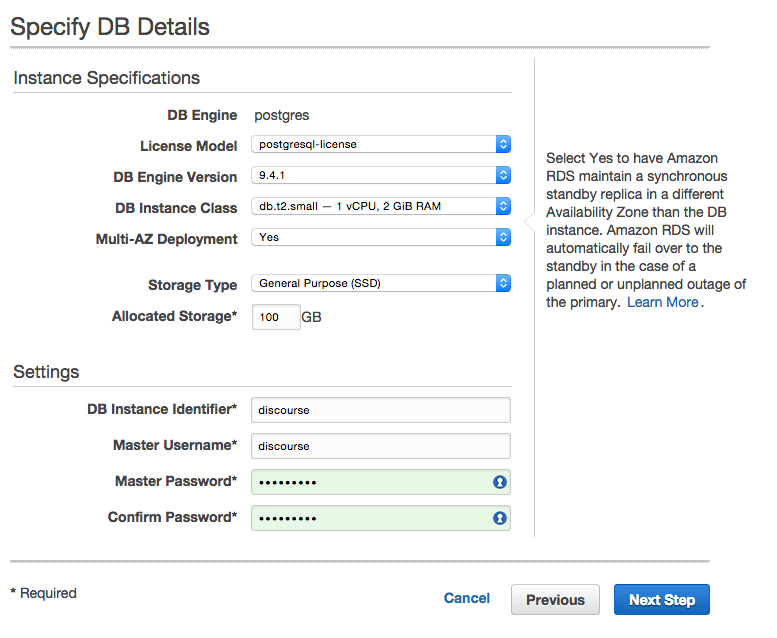 Specify DB Details
Instance Specifications
DB Engine postgres
License Model postgresql-license
DB Engine Version 9.4.1
DB Instance Class db.t2.small — 1 vCPU, 2 GiB RAM
Multi-AZ Deployment Yes
Storage Type General Purpose (SSD)
Allocated Storage* 100 GB
Select Yes to have Amazon
RDS maintain a synchronous
standby replica in a different
Availability Zone than the DB
instance. Amazon RDS will
automatically fail over to the
standby in the case of a
planned or unplanned outage of
the primary. Learn More.
Settings
DB Instance Identifier* discourse
Master Username* discourse
Master Password* •••••••••
Confirm Password* •••••••••
* Required
Cancel Previous Next Step